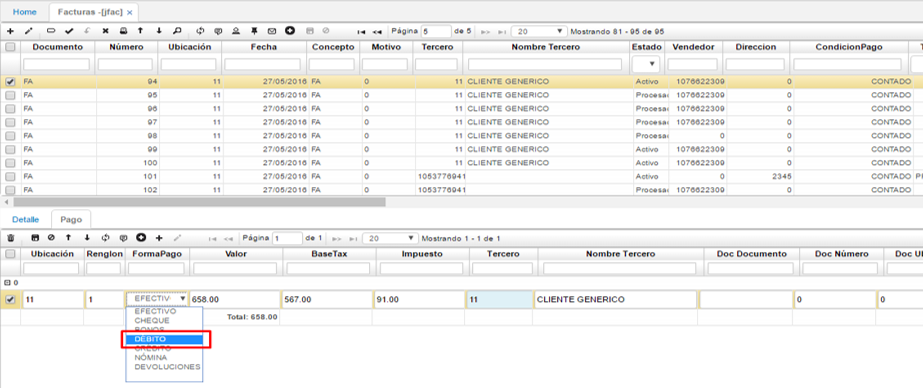 Home Facturas -[jfac] ×
Página 5 de 5 20 Mostrando 81 - 95 de 95
Documento Número Ubicación Fecha Concepto Motivo Tercero Nombre Tercero Estado Vendedor Direccion CondicionPago T
FA 94 11 27/05/2016 FA 0 11 CLIENTE GENERICO Activo 1076622309 0 CONTADO
FA 95 11 27/05/2016 FA 0 11 CLIENTE GENERICO Procesac 1076622309 0 CONTADO
FA 96 11 27/05/2016 FA 0 11 CLIENTE GENERICO Procesac 1076622309 0 CONTADO
FA 97 11 27/05/2016 FA 0 11 CLIENTE GENERICO Procesac 1076622309 0 CONTADO
FA 98 11 27/05/2016 FA 0 11 CLIENTE GENERICO Procesac 0 0 CONTADO
FA 99 11 27/05/2016 FA 0 11 CLIENTE GENERICO Activo 1076622309 0 CONTADO
FA 100 11 27/05/2016 FA 0 11 CLIENTE GENERICO Activo 1076622309 0 CONTADO
FA 101 11 27/05/2016 FA 0 1053776941 Activo 0 2345 CONTADO
FA 102 11 27/05/2016 FA 0 1053776941 Procesac 1076622309 0 CONTADO
Detalle Pago
Página 1 de 1 20 Mostrando 1 - 1 de 1
Ubicación Renglon FormaPago Valor BaseTax Impuesto Tercero Nombre Tercero Doc Documento Doc Número Doc Ub
0
11 1 EFECTIV 658.00 567.00 91.00 11 CLIENTE GENERICO 0 0
Total: 658.00
EFECTIVO
CHEQUE
BONOS
DÉBITO
CRÉDITO
NÓMINA
DEVOLUCIONES